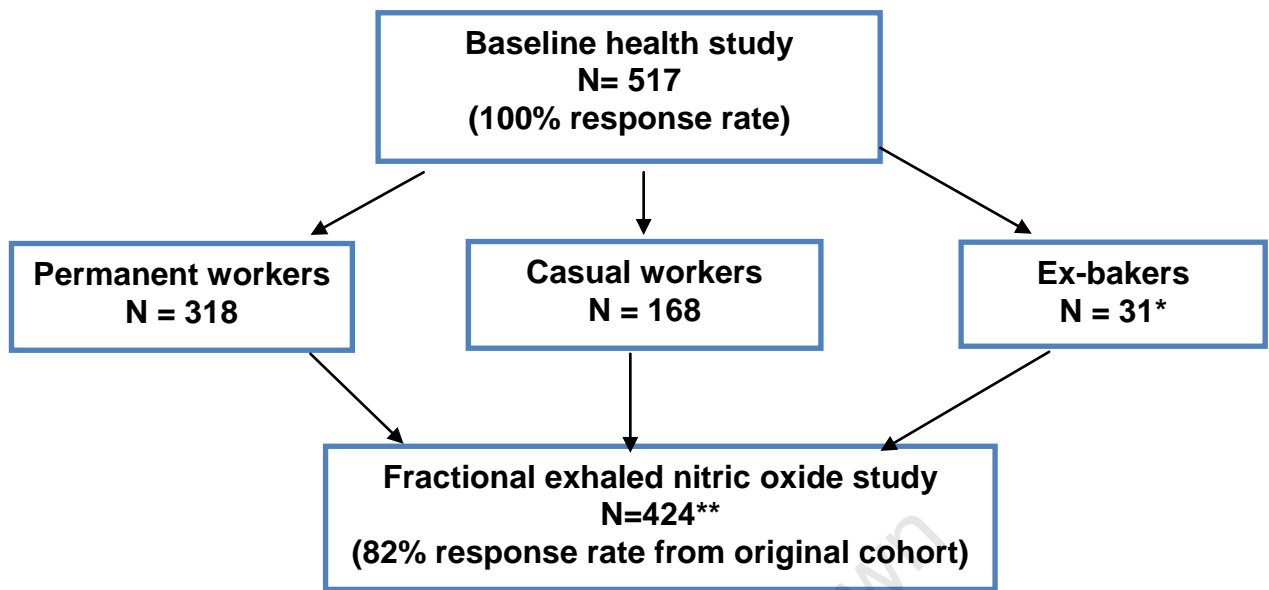 Baseline health study
N= 517
(100% response rate)
Permanent workers
N = 318
Casual workers
N = 168
Ex-bakers
N = 31*
Fractional exhaled nitric oxide study
N=424**
(82% response rate from original cohort)